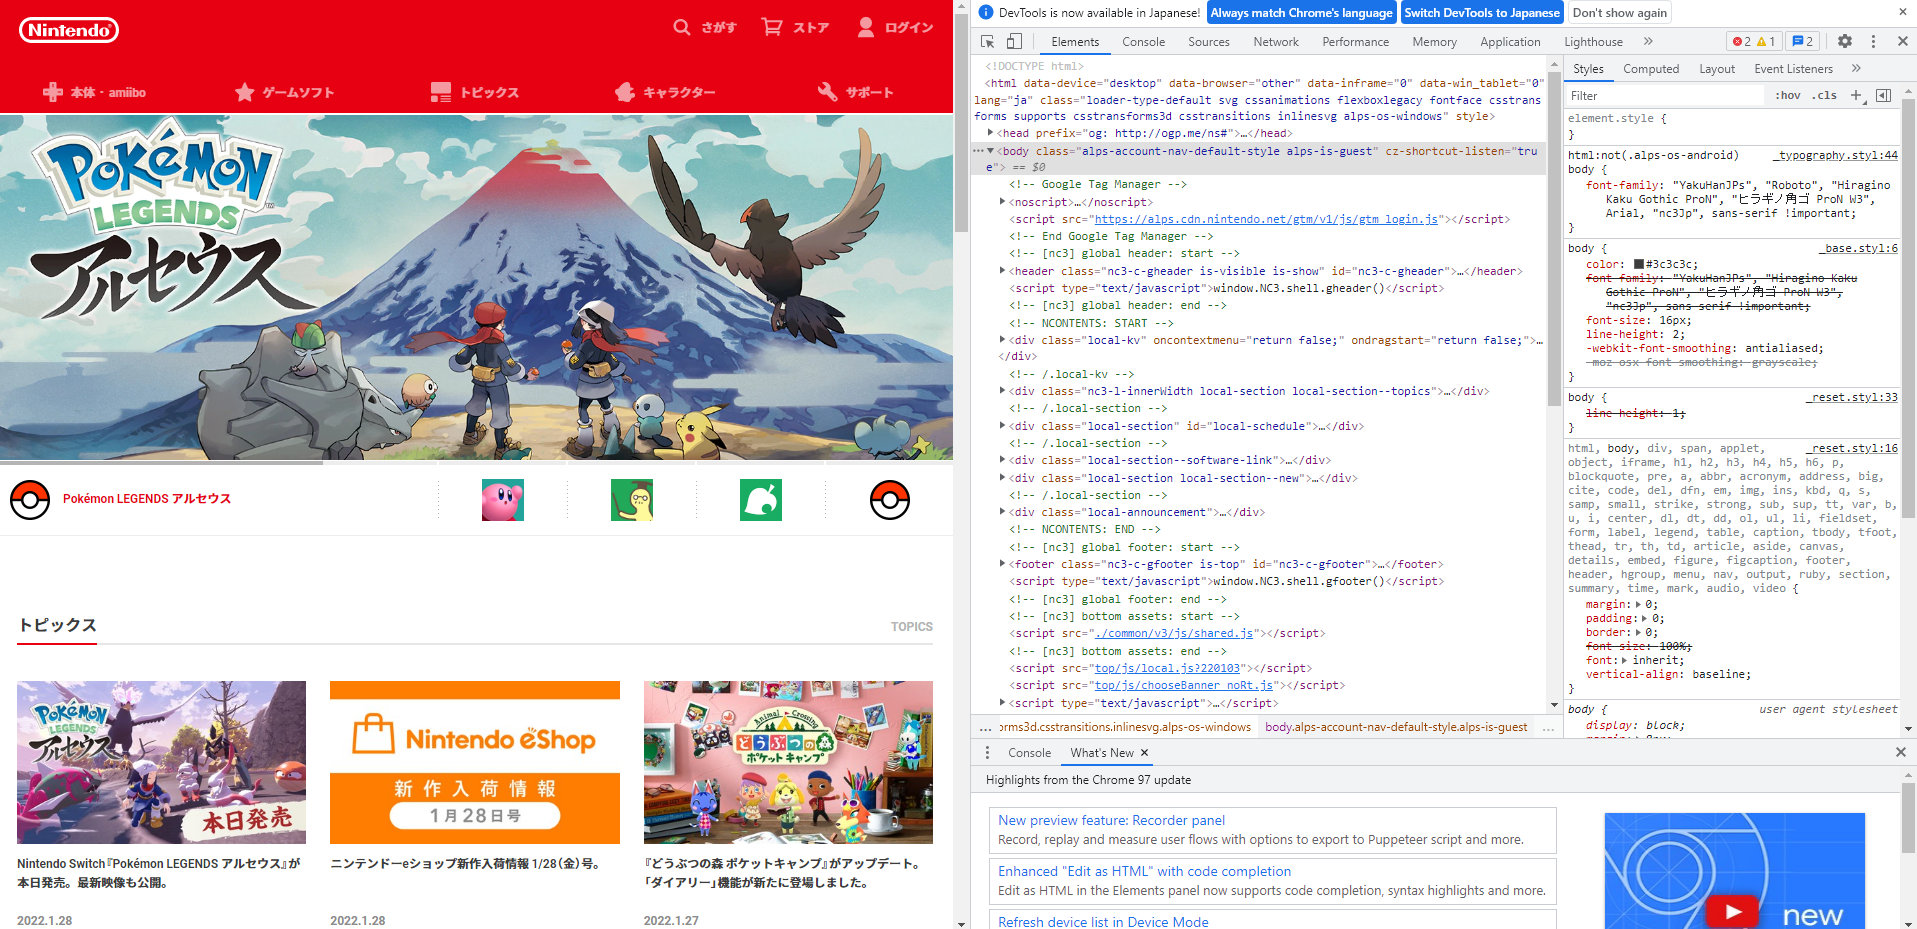 Nintendo
さがす
ストア
ログイン
本体・amiibo
ゲームソフト
トピックス
キャラクター
サポート
POKÉMON
LEGENDS
アルセウス
Pokémon LEGENDS アルセウス
トピックス
TOPICS
POKÉMON
LEGENDS
アルセウス
本日発売
Nintendo Switch『Pokémon LEGENDS アルセウス』が
本日発売。最新映像も公開。
2022.1.28
Nintendo eShop
新作入荷情報
1月28日号
ニンテンドーeショップ新作入荷情報 1/28（金）号。
2022.1.28
Animal Crossing
どうぶつの森
ポケットキャンプ
『どうぶつの森 ポケットキャンプ』がアップデート。
「ダイアリー」機能が新たに登場しました。
2022.1.27
DevTools is now available in Japanese!
Always match Chrome's language
Switch DevTools to Japanese
Don't show again
Elements
Console
Sources
Network
Performance
Memory
Application
Lighthouse
2
1
2
<!DOCTYPE html>
<html data-device="desktop" data-browser="other" data-inframe="0" data-win_tablet="0"
lang="ja" class="loader-type-default svg cssanimations flexboxlegacy fontface csstrans
forms supports csstransforms3d csstransitions inlinesvg alps-os-windows" style>
<head prefix="og: http://ogp.me/ns#">…</head>
<body class="alps-account-nav-default-style alps-is-guest" cz-shortcut-listen="tru
e"> == $0
<!-- Google Tag Manager -->
<noscript>…</noscript>
<script src="https://alps.cdn.nintendo.net/gtm/v1/js/gtm_login.js"></script>
<!-- End Google Tag Manager -->
<!-- [nc3] global header: start -->
<header class="nc3-c-gheader is-visible is-show" id="nc3-c-gheader">…</header>
<script type="text/javascript">window.NC3.shell.gheader()</script>
<!-- [nc3] global header: end -->
<!-- NCONTENTS: START -->
<div class="local-kv" oncontextmenu="return false;" ondragstart="return false;">…
</div>
<!-- /.local-kv -->
<div class="nc3-l-innerWidth local-section local-section--topics">…</div>
<!-- /.local-section -->
<div class="local-section" id="local-schedule">…</div>
<!-- /.local-section -->
<div class="local-section--software-link">…</div>
<div class="local-section local-section--new">…</div>
<!-- /.local-section -->
<div class="local-announcement">…</div>
<!-- NCONTENTS: END -->
<!-- [nc3] global footer: start -->
<footer class="nc3-c-gfooter is-top" id="nc3-c-gfooter">…</footer>
<script type="text/javascript">window.NC3.shell.gfooter()</script>
<!-- [nc3] global footer: end -->
<!-- [nc3] bottom assets: start -->
<script src="./common/v3/js/shared.js"></script>
<!-- [nc3] bottom assets: end -->
<script src="top/js/local.js?220103"></script>
<script src="top/js/chooseBanner_noRt.js"></script>
<script type="text/javascript">…</script>
… orms3d.csstransitions.inlinesvg.alps-os-windows
body.alps-account-nav-default-style.alps-is-guest
…
Styles
Computed
Layout
Event Listeners
Filter
:hov
.cls
element.style {
}
html:not(.alps-os-android)
_typography.styl:44
body {
font-family: "YakuHanJPs", "Roboto", "Hiragino
Kaku Gothic ProN", "ヒラギノ角ゴ ProN W3",
Arial, "nc3Jp", sans-serif !important;
}
body {
_base.styl:6
color: #3c3c3c;
font-family: "YakuHanJPs", "Hiragino Kaku
Gothic ProN", "ヒラギノ角ゴ ProN W3",
"nc3Jp", sans-serif !important;
font-size: 16px;
line-height: 2;
-webkit-font-smoothing: antialiased;
-moz-osx-font-smoothing: grayscale;
}
body {
_reset.styl:33
line-height: 1;
}
html, body, div, span, applet,
_reset.styl:16
object, iframe, h1, h2, h3, h4, h5, h6, p,
blockquote, pre, a, abbr, acronym, address, big,
cite, code, del, dfn, em, img, ins, kbd, q, s,
samp, small, strike, strong, sub, sup, tt, var, b,
u, i, center, dl, dt, dd, ol, ul, li, fieldset,
form, label, legend, table, caption, tbody, tfoot,
thead, tr, th, td, article, aside, canvas,
details, embed, figure, figcaption, footer,
header, hgroup, menu, nav, output, ruby, section,
summary, time, mark, audio, video {
margin: 0;
padding: 0;
border: 0;
font-size: 100%;
font: inherit;
vertical-align: baseline;
}
body {
user agent stylesheet
display: block;
Console
What's New
Highlights from the Chrome 97 update
New preview feature: Recorder panel
Record, replay and measure user flows with options to export to Puppeteer script and more.
Enhanced "Edit as HTML" with code completion
Edit as HTML in the Elements panel now supports code completion, syntax highlights and more.
Refresh device list in Device Mode
new